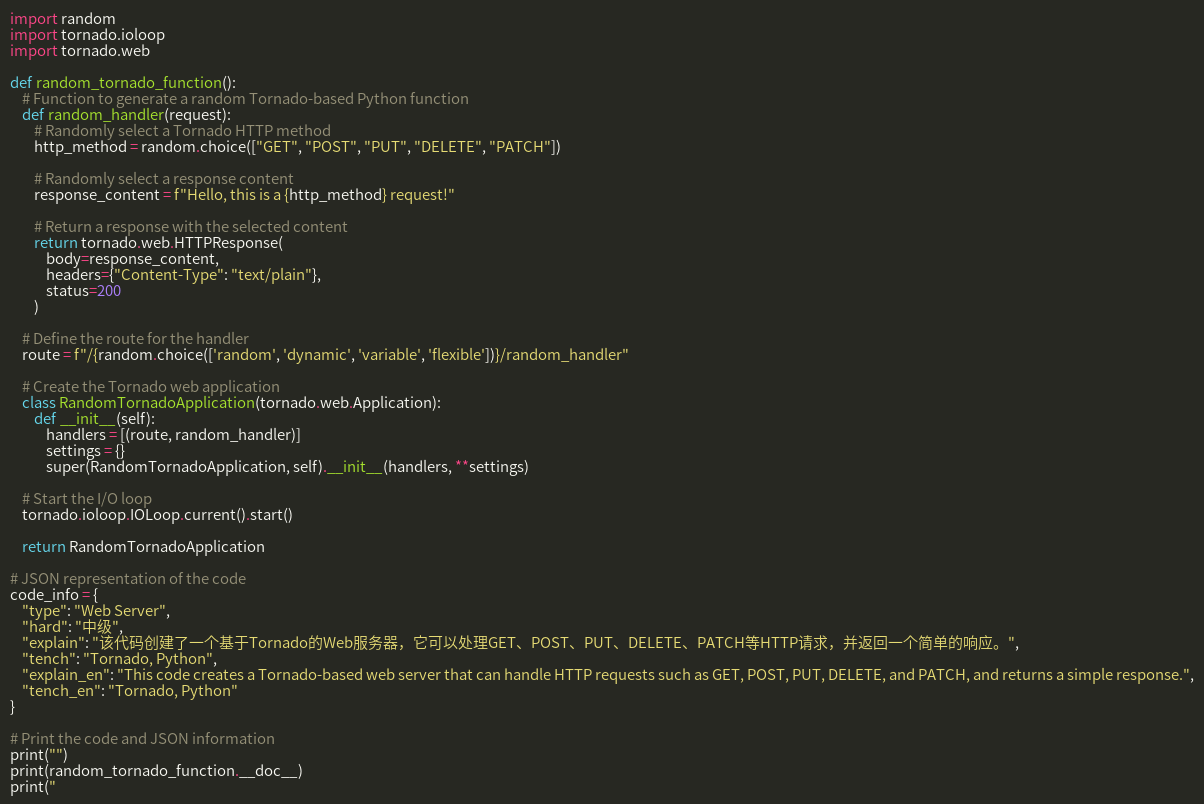 import random
import tornado.ioloop
import tornado.web

def random_tornado_function():
    # Function to generate a random Tornado-based Python function
    def random_handler(request):
        # Randomly select a Tornado HTTP method
        http_method = random.choice(["GET", "POST", "PUT", "DELETE", "PATCH"])

        # Randomly select a response content
        response_content = f"Hello, this is a {http_method} request!"

        # Return a response with the selected content
        return tornado.web.HTTPResponse(
            body=response_content,
            headers={"Content-Type": "text/plain"},
            status=200
        )

    # Define the route for the handler
    route = f"/{random.choice(['random', 'dynamic', 'variable', 'flexible'])}/random_handler"

    # Create the Tornado web application
    class RandomTornadoApplication(tornado.web.Application):
        def __init__(self):
            handlers = [(route, random_handler)]
            settings = {}
            super(RandomTornadoApplication, self).__init__(handlers, **settings)

    # Start the I/O loop
    tornado.ioloop.IOLoop.current().start()

    return RandomTornadoApplication

# JSON representation of the code
code_info = {
    "type": "Web Server",
    "hard": "中级",
    "explain": "该代码创建了一个基于Tornado的Web服务器，它可以处理GET、POST、PUT、DELETE、PATCH等HTTP请求，并返回一个简单的响应。",
    "tench": "Tornado, Python",
    "explain_en": "This code creates a Tornado-based web server that can handle HTTP requests such as GET, POST, PUT, DELETE, and PATCH, and returns a simple response.",
    "tench_en": "Tornado, Python"
}

# Print the code and JSON information
print("")
print(random_tornado_function.__doc__)
print("